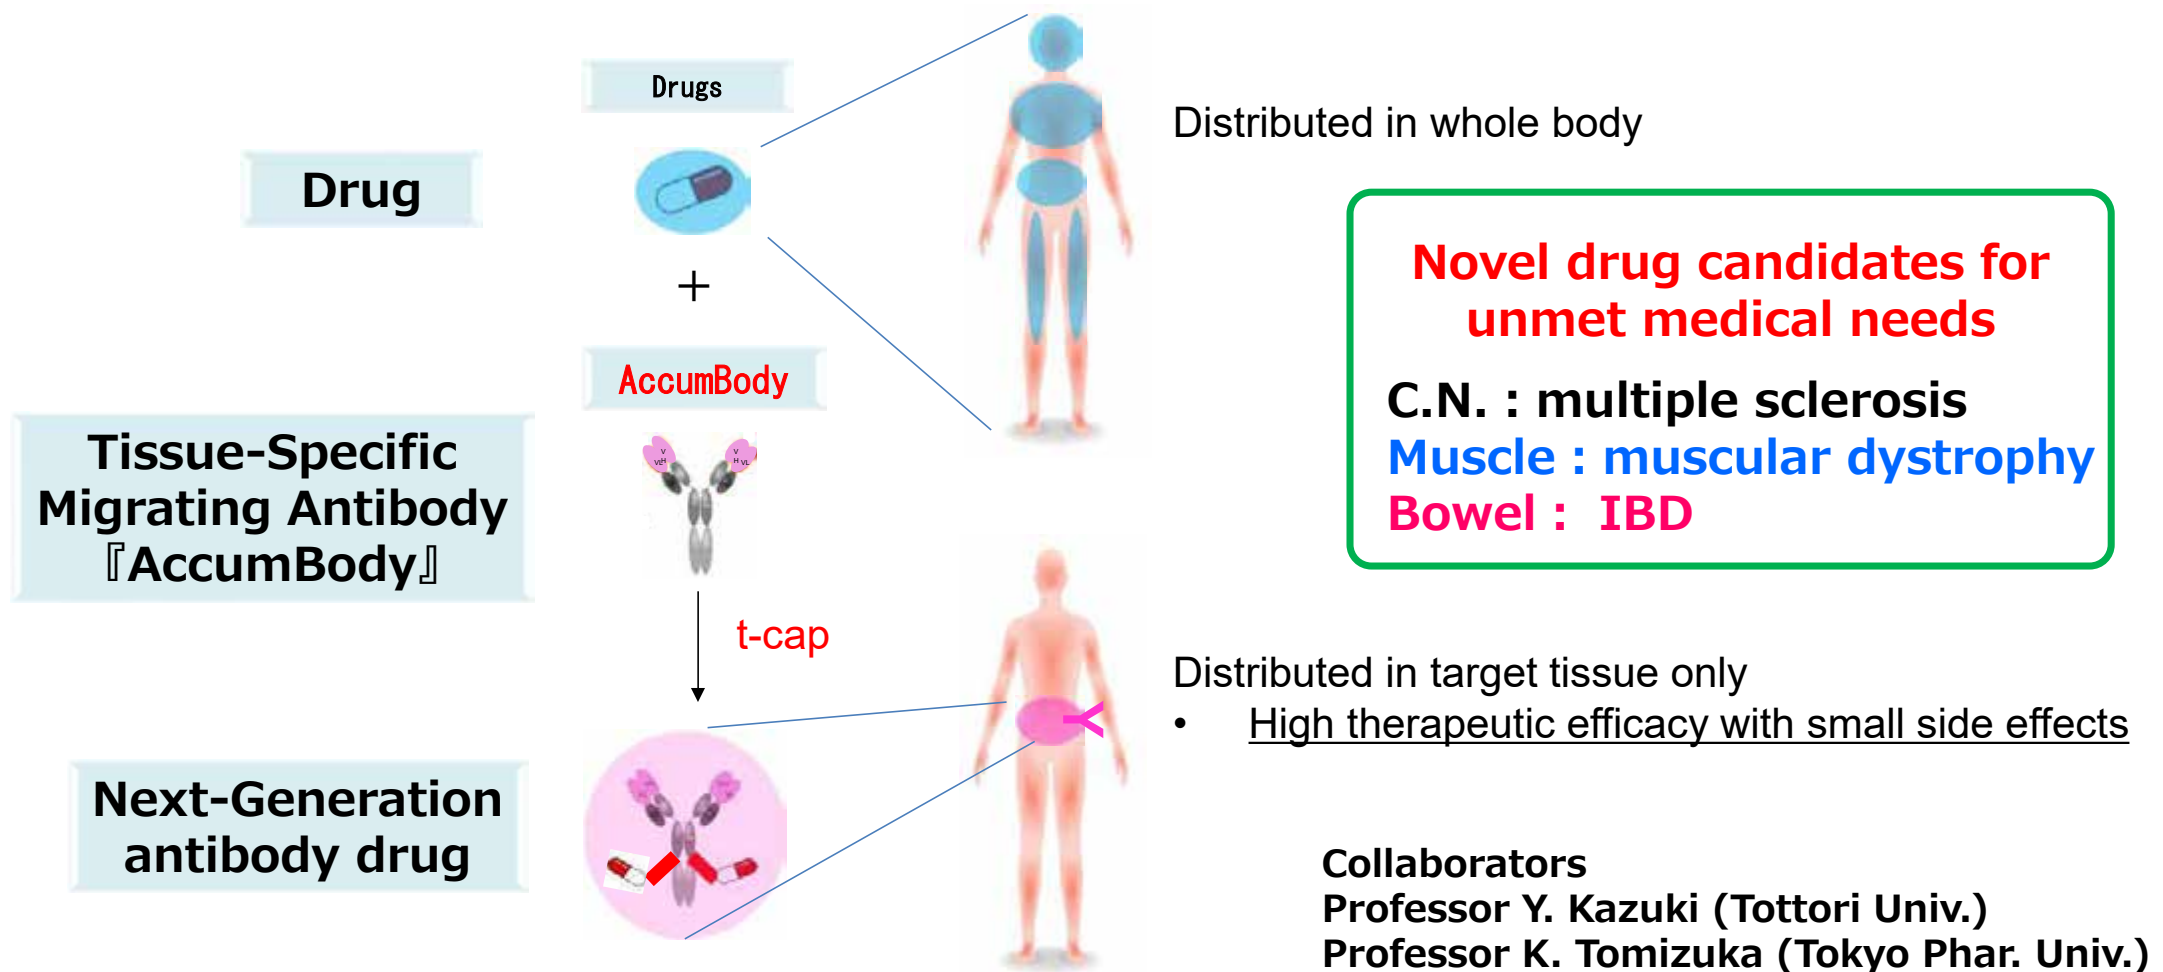 Drugs
Drug
+
AccumBody
Tissue-Specific
Migrating Antibody
『AccumBody』
V
H
VL
V
H
VL
t-cap
Next-Generation
antibody drug
Distributed in whole body
Novel drug candidates for
unmet medical needs
C.N. : multiple sclerosis
Muscle : muscular dystrophy
Bowel : IBD
Distributed in target tissue only
• High therapeutic efficacy with small side effects
Collaborators
Professor Y. Kazuki (Tottori Univ.)
Professor K. Tomizuka (Tokyo Phar. Univ.)